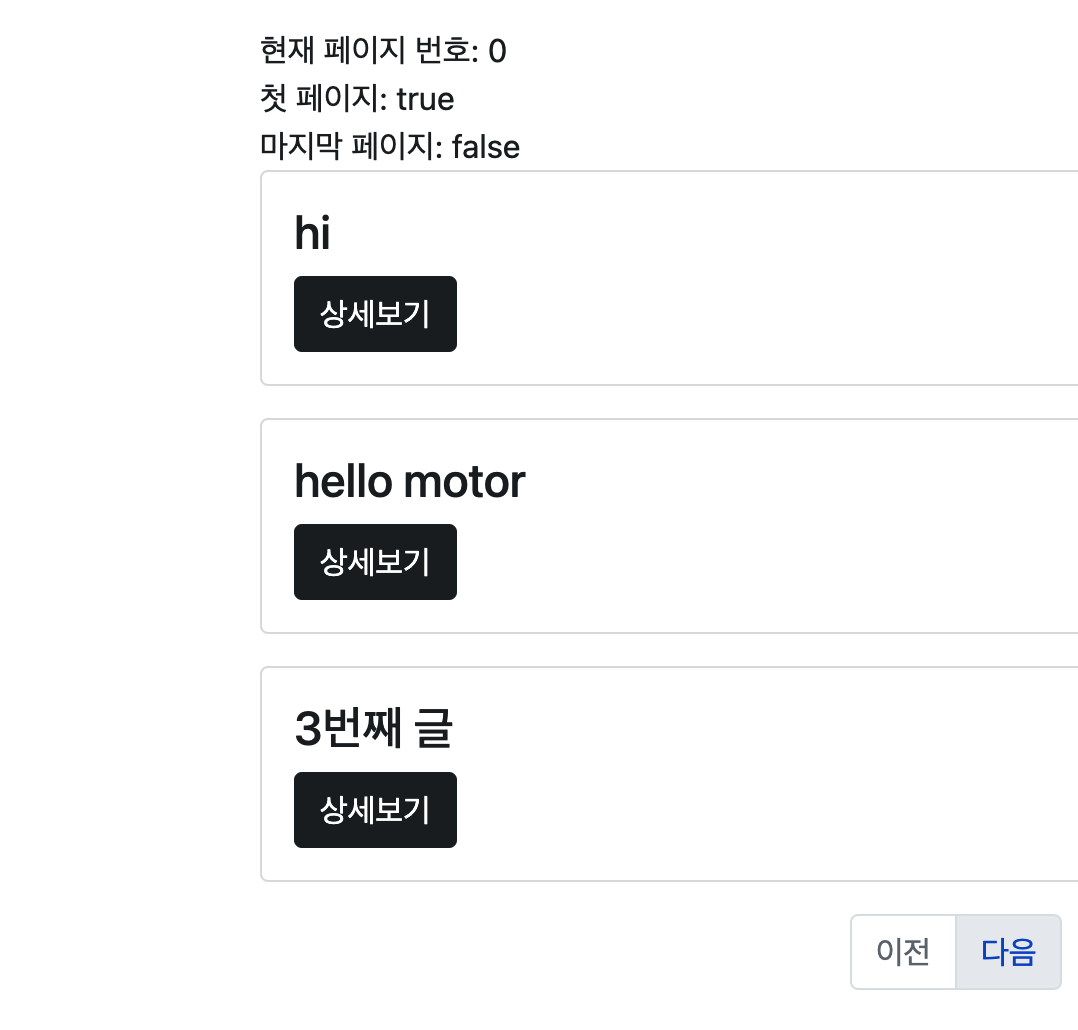 현재 페이지 번호: 0
첫 페이지: true
마지막 페이지: false
hi
상세보기
hello motor
상세보기
3번째 글
상세보기
이전 다음